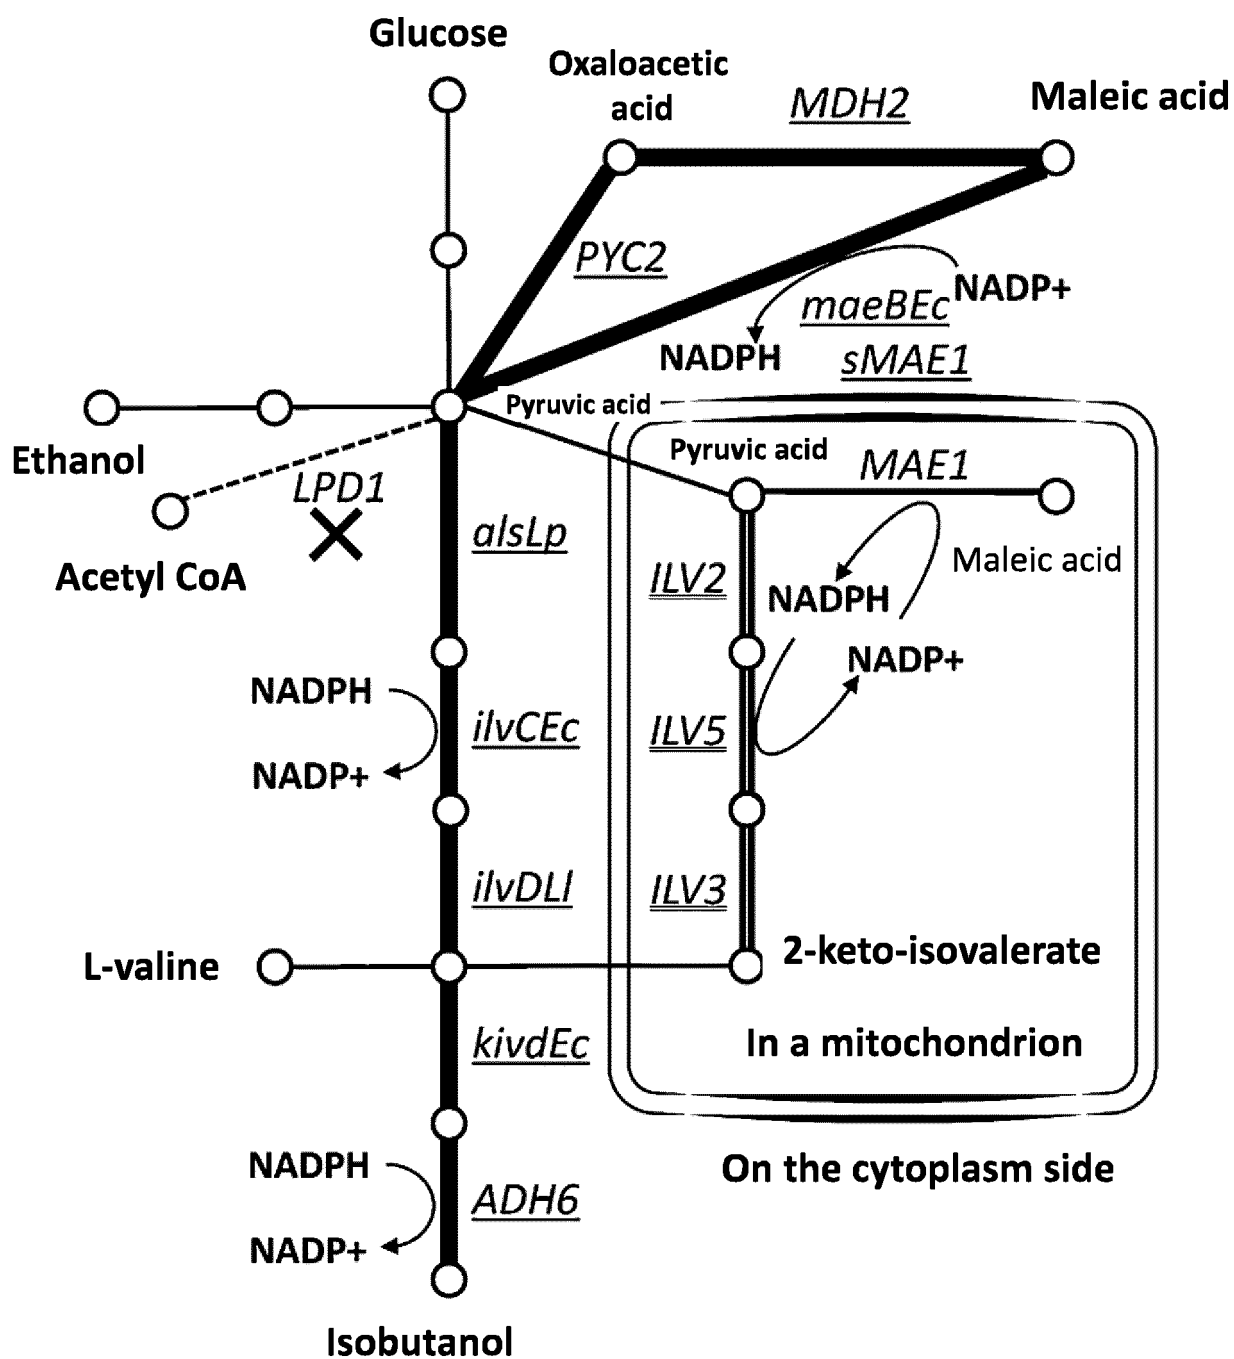 Glucose
Oxaloacetic
acid
MDH2
Maleic acid
PYC2
maeBEc
NADP+
NADPH
sMAE1
Pyruvic acid
Ethanol
LPD1
Acetyl CoA
Pyruvic acid
MAE1
alsLp
ILV2
NADPH
Maleic acid
NADP+
NADPH
ilvCEc
NADP+
ILV5
ilvDLl
ILV3
L-valine
2-keto-isovalerate
kivdEc
In a mitochondrion
NADPH
ADH6
NADP+
On the cytoplasm side
Isobutanol